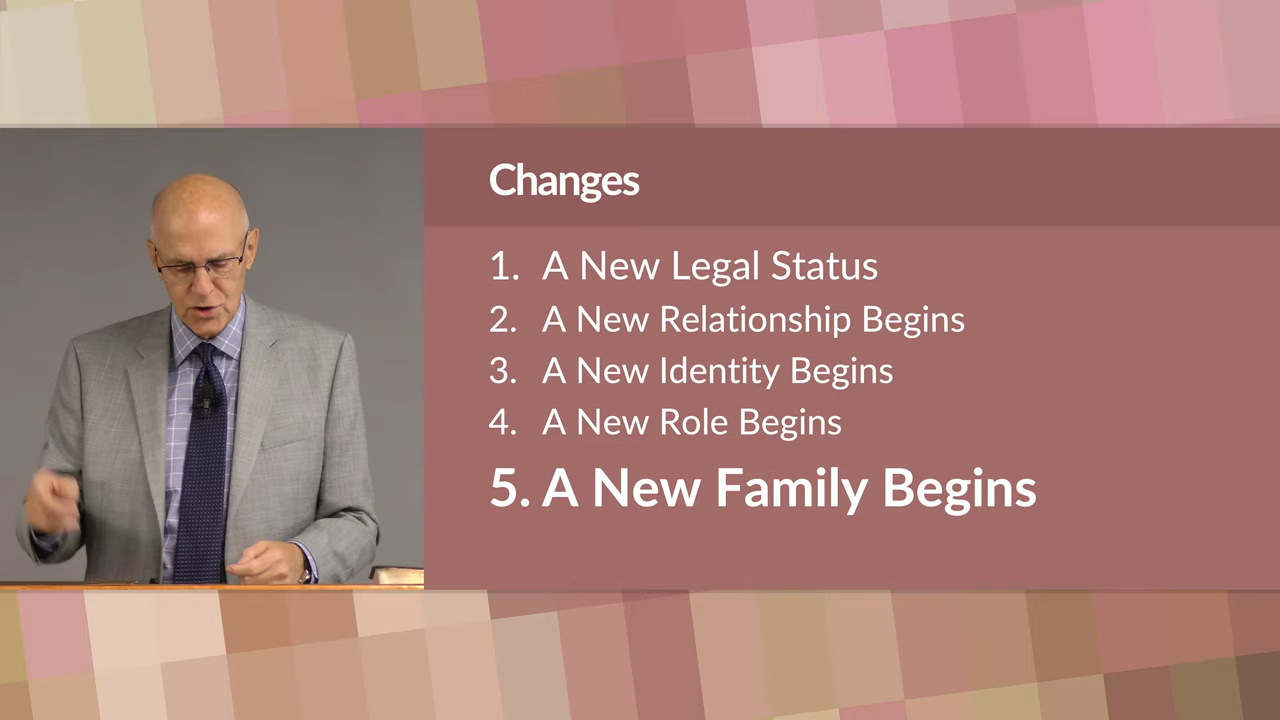 Changes
1. A New Legal Status
2. A New Relationship Begins
3. A New Identity Begins
4. A New Role Begins
5. A New Family Begins